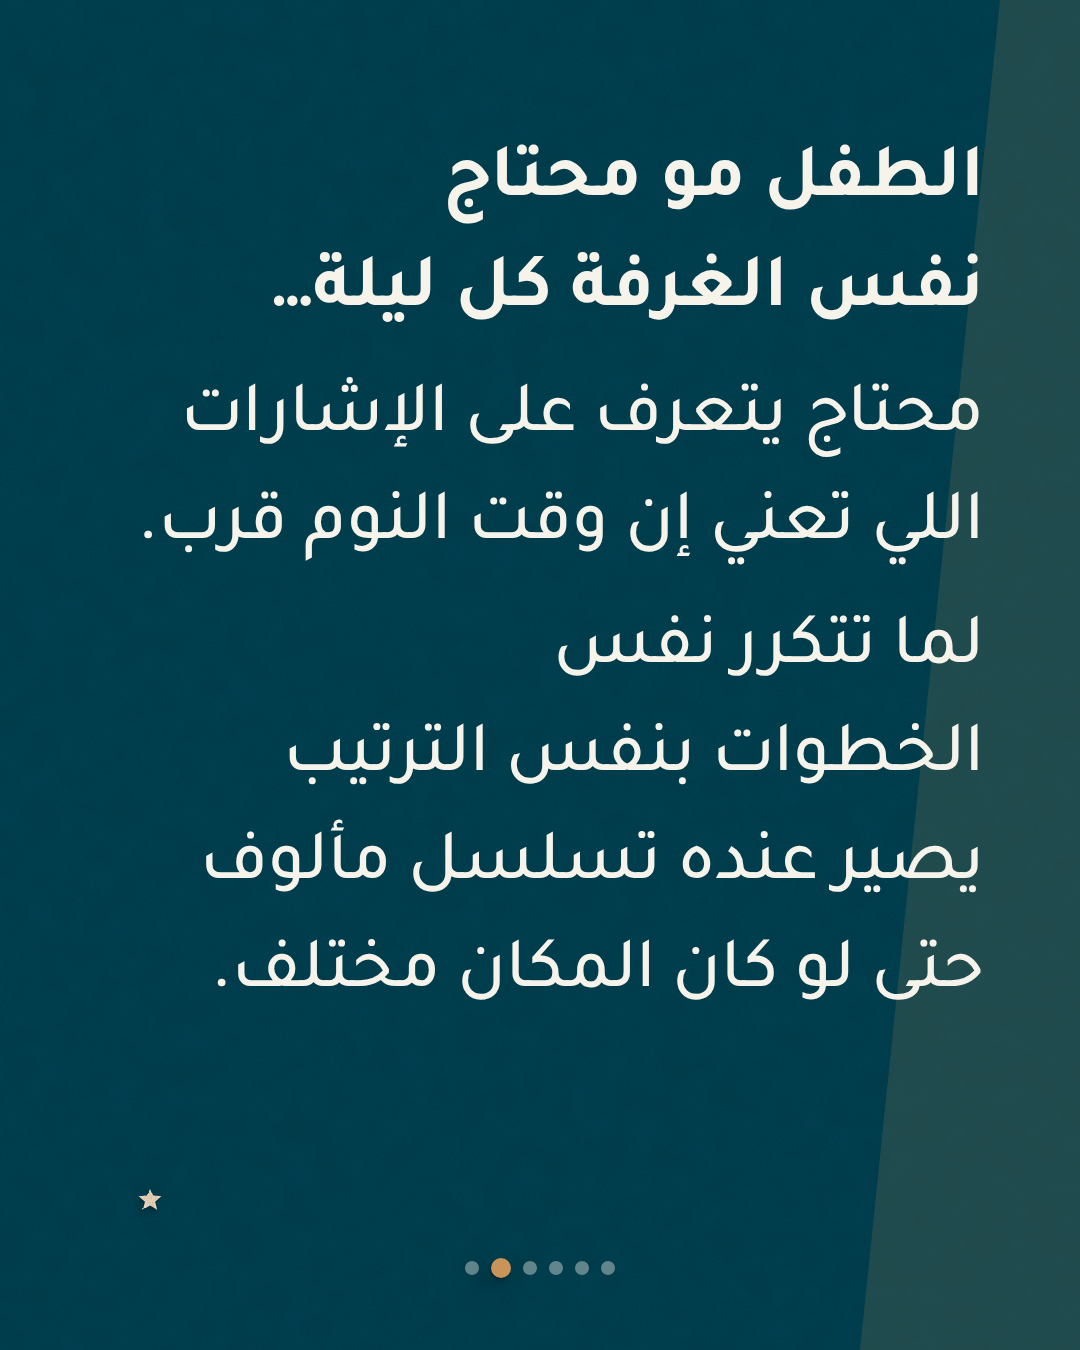 الطفل مو محتاج
نفس الغرفة كل ليلة...
محتاج يتعرف على الإشارات
اللي تعني إن وقت النوم قرب.
لما تتكرر نفس
الخطوات بنفس الترتيب
يصير عنده تسلسل مألوف
حتى لو كان المكان مختلف.